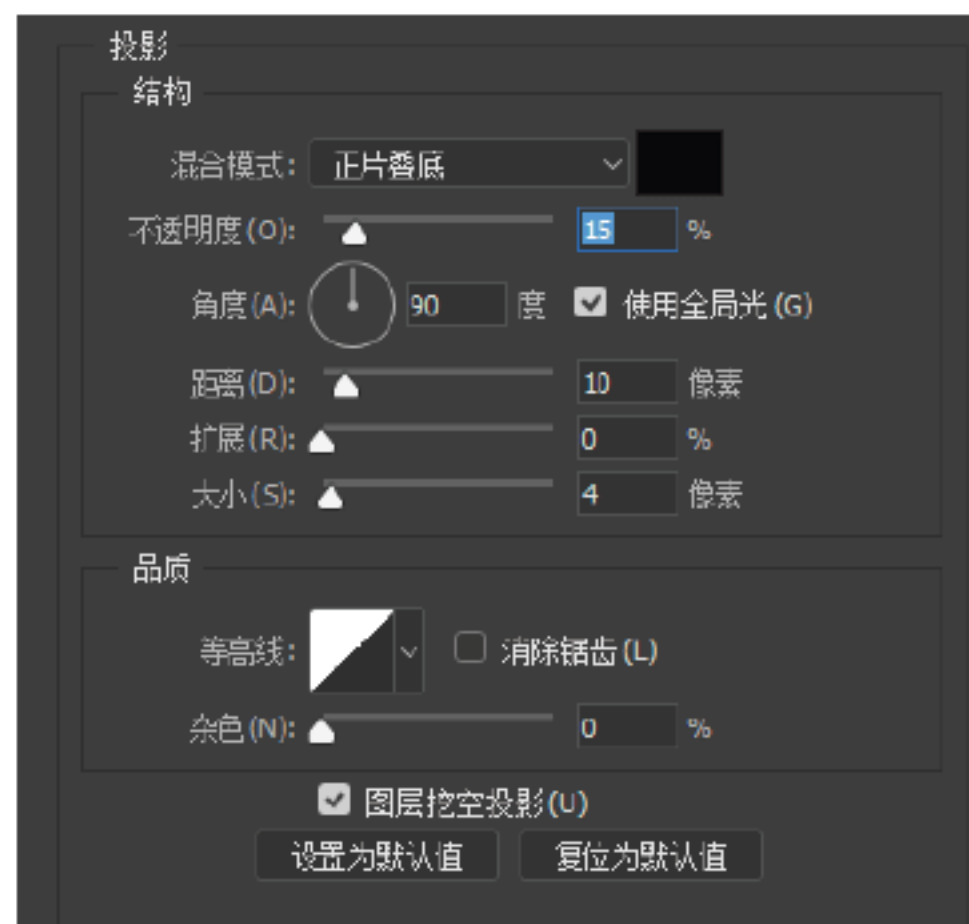 投影
结构
混合模式: 正片叠底
不透明度(O): 15 %
角度(A): 90 度 使用全局光(G)
距离(D): 10 像素
扩展(R): 0 %
大小(S): 4 像素
品质
等高线: 消除锯齿(L)
杂色(N): 0 %
图层挖空投影(U)
设置为默认值 复位为默认值